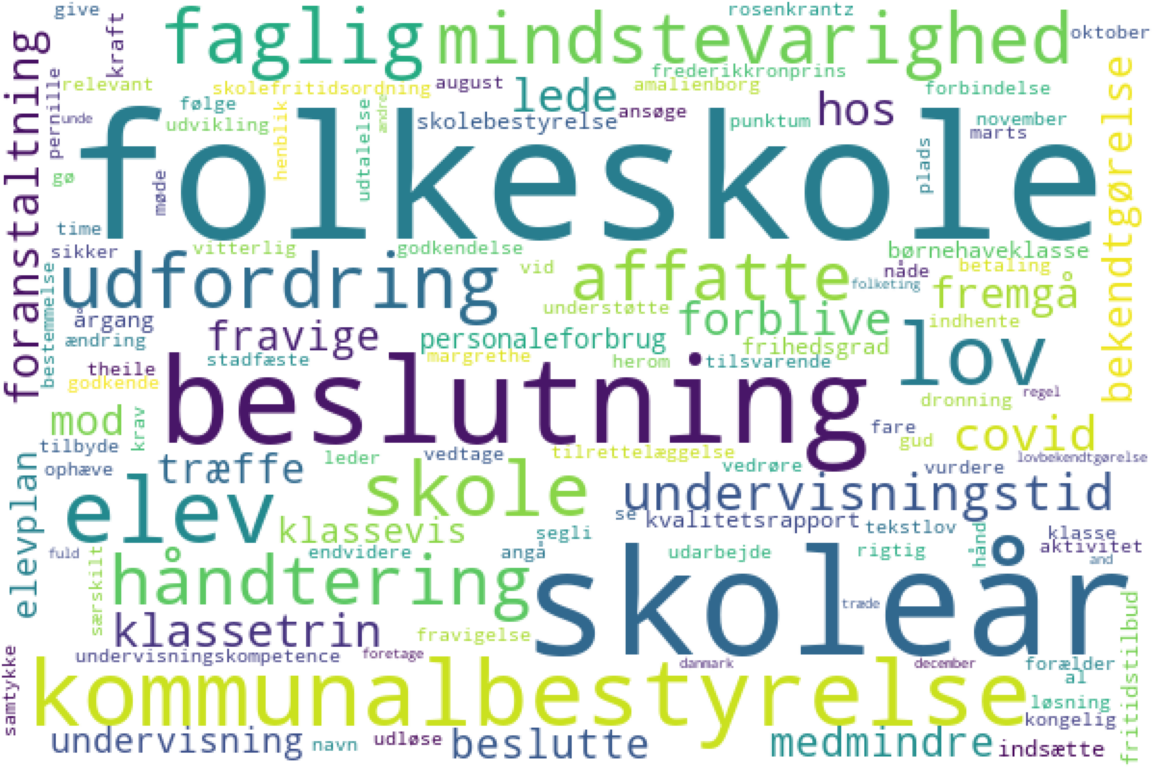 give
kraft
faglig
mindstevarighed
rosenkrantz
oktober
foranstaltning
relevant
skolefritidsordning
august
frederikkronprins
amalienborg
forbindelse
bekendtgørelse
pernille
unde
følge
udvikling
henblik
udtalelse
ændre
lede
skolebestyrelse
ansøge
punktum
hos
november
marts
plads
folkeskole
gø
møde
time
sikker
vitterlig
godkendelse
børnehaveklasse
bestemmelse
udfordring
vid
affatte
nåde
betaling
folketing
fremgå
årgang
ændring
fravige
understøtte
forblive
indhente
personaleforbrug
frihedsgrad
lov
theile
stadfæste
margrethe
herom
tilsvarende
godkende
beslutning
regel
dronning
mod
krav
fare
gud
covid
tilbyde
ophæve
træffe
leder
vedtage
tilrettelæggelse
vedrøre
vurdere
lovbekendtgørelse
elevplan
elev
skole
undervisningstid
klassevis
segli
se
kvalitetsrapport
tekstlov
hånd
klasse
aktivitet
fuld
endvidere
angå
udarbejde
rigtig
and
særskilt
håndtering
skoleår
træde
klassetrin
fravigelse
fritidstilbud
samtykke
undervisningskompetence
foretage
danmark
december
forælder
al
kommunalbestyrelse
løsning
kongelig
undervisning
navn
udløse
beslutte
medmindre
indsætte